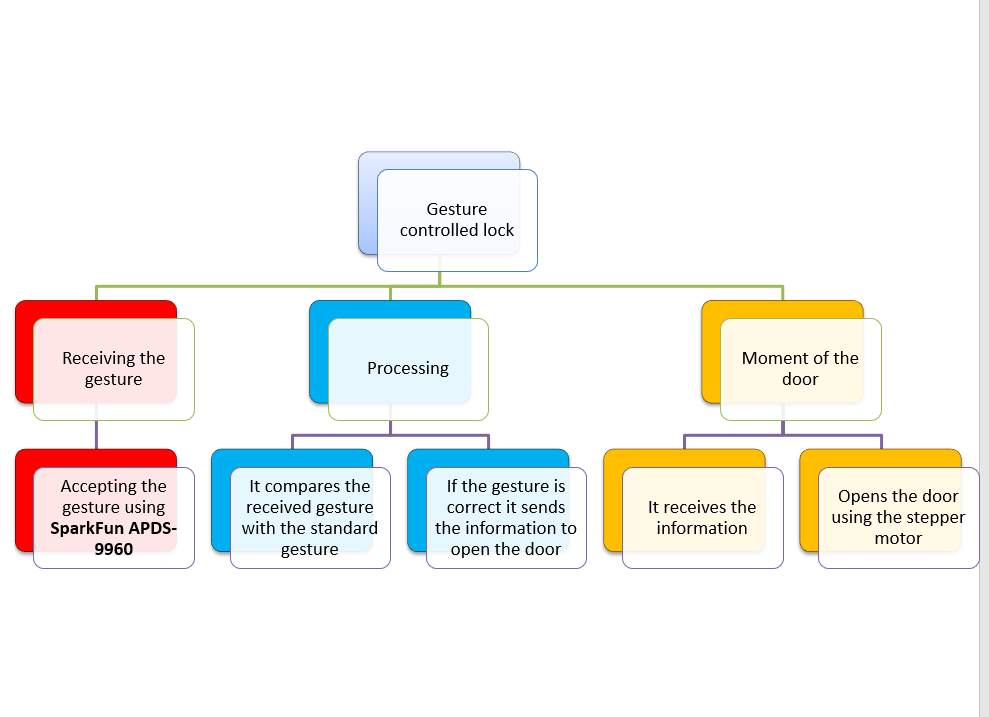 Gesture
controlled lock
Receiving the
gesture
Processing
Moment of the
door
Accepting the
gesture using
SparkFun APDS-
9960
It compares the
received gesture
with the standard
gesture
If the gesture is
correct it sends
the information to
open the door
It receives the
information
Opens the door
using the stepper
motor